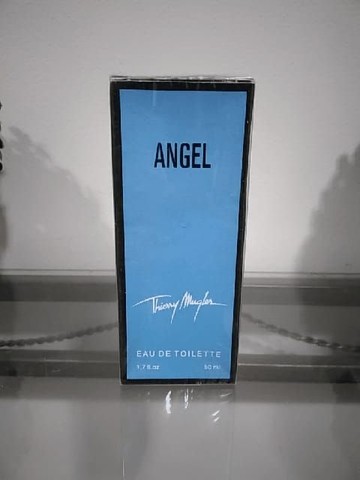 ANGEL
Thierry Mugler
EAU DE TOILETTE
1,7 fl.oz 50 ml